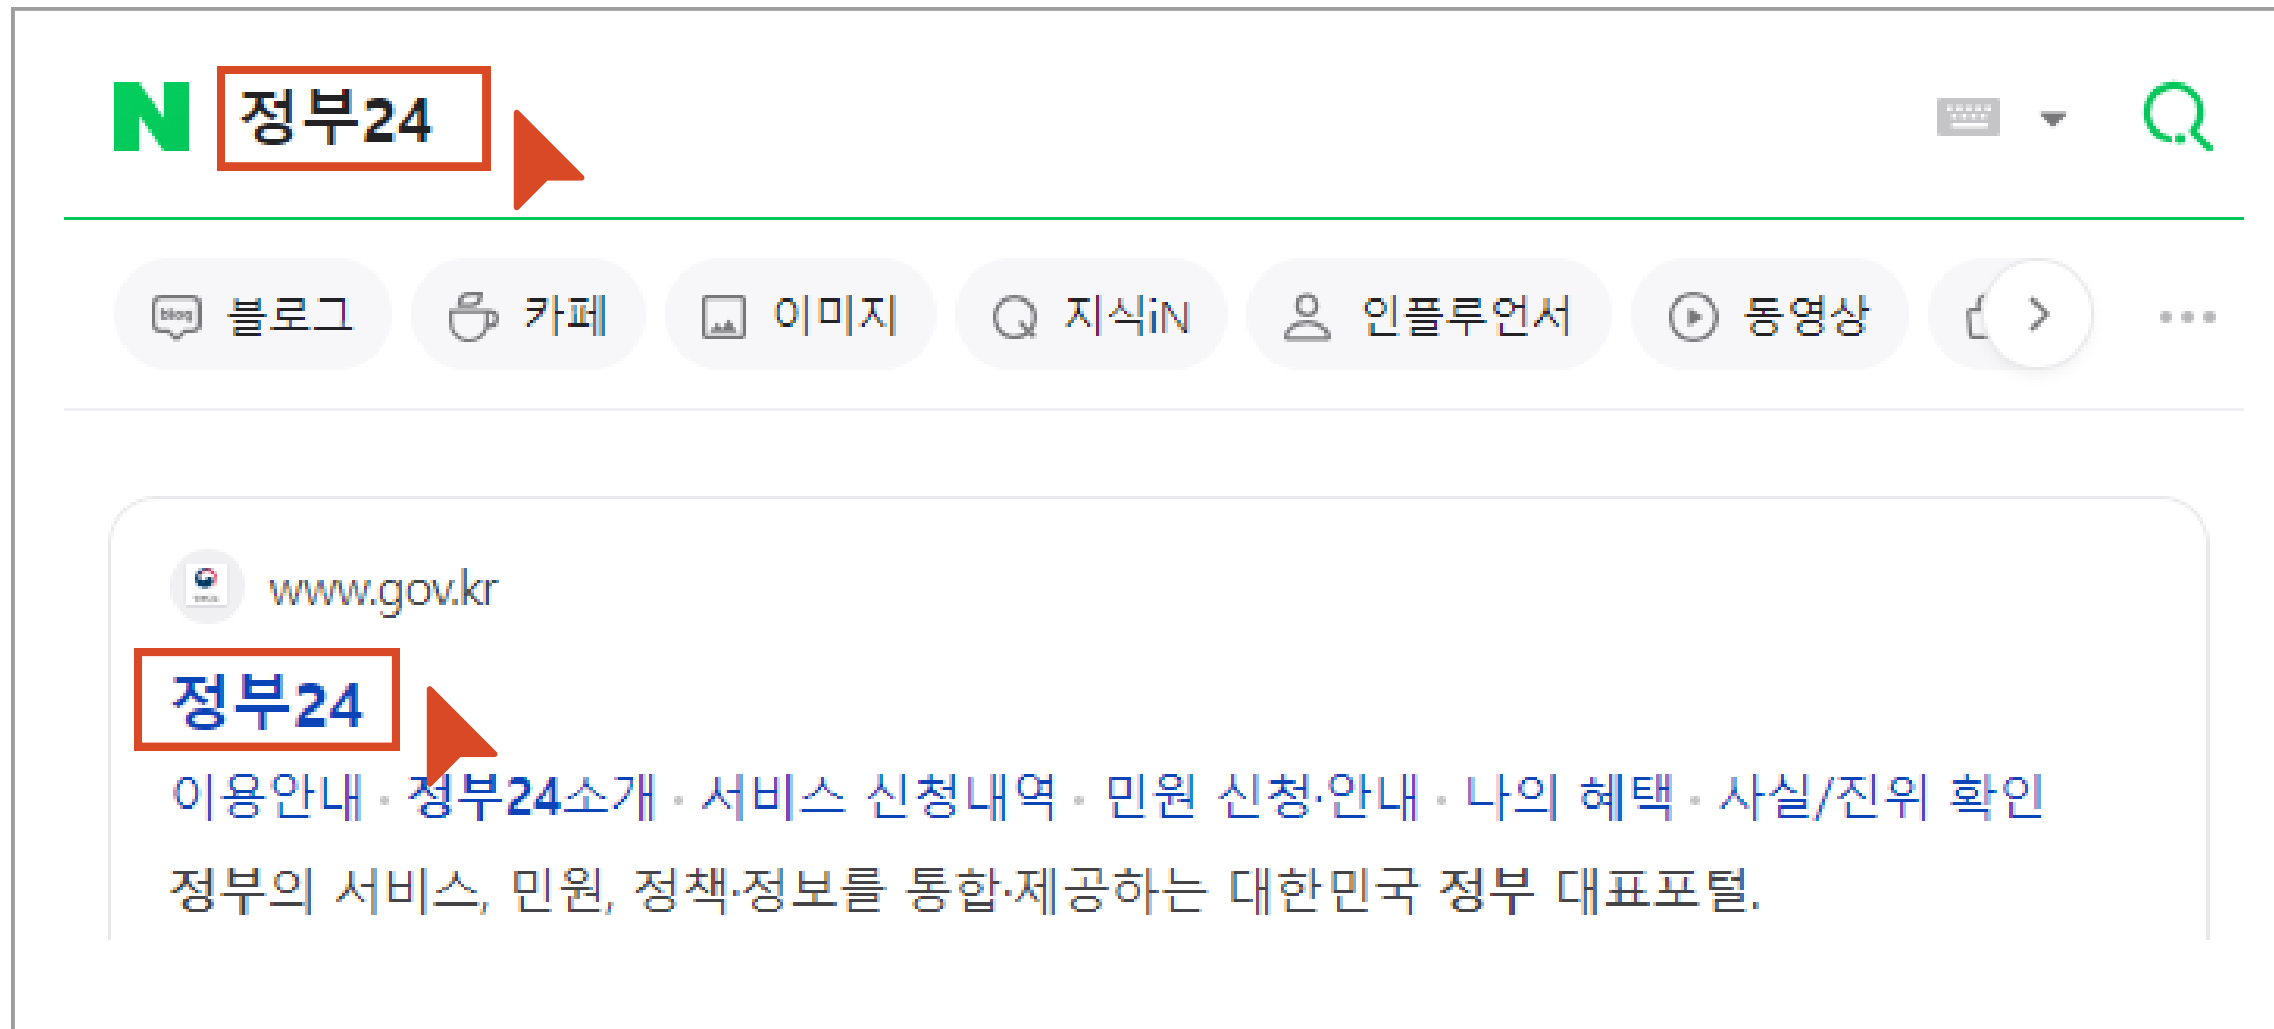 N 정부24
blog 블로그 카페 이미지 지식iN 인플루언서 동영상
www.gov.kr
정부24
이용안내 · 정부24소개 · 서비스 신청내역 · 민원 신청·안내 · 나의 혜택 · 사실/진위 확인
정부의 서비스, 민원, 정책·정보를 통합·제공하는 대한민국 정부 대표포털.